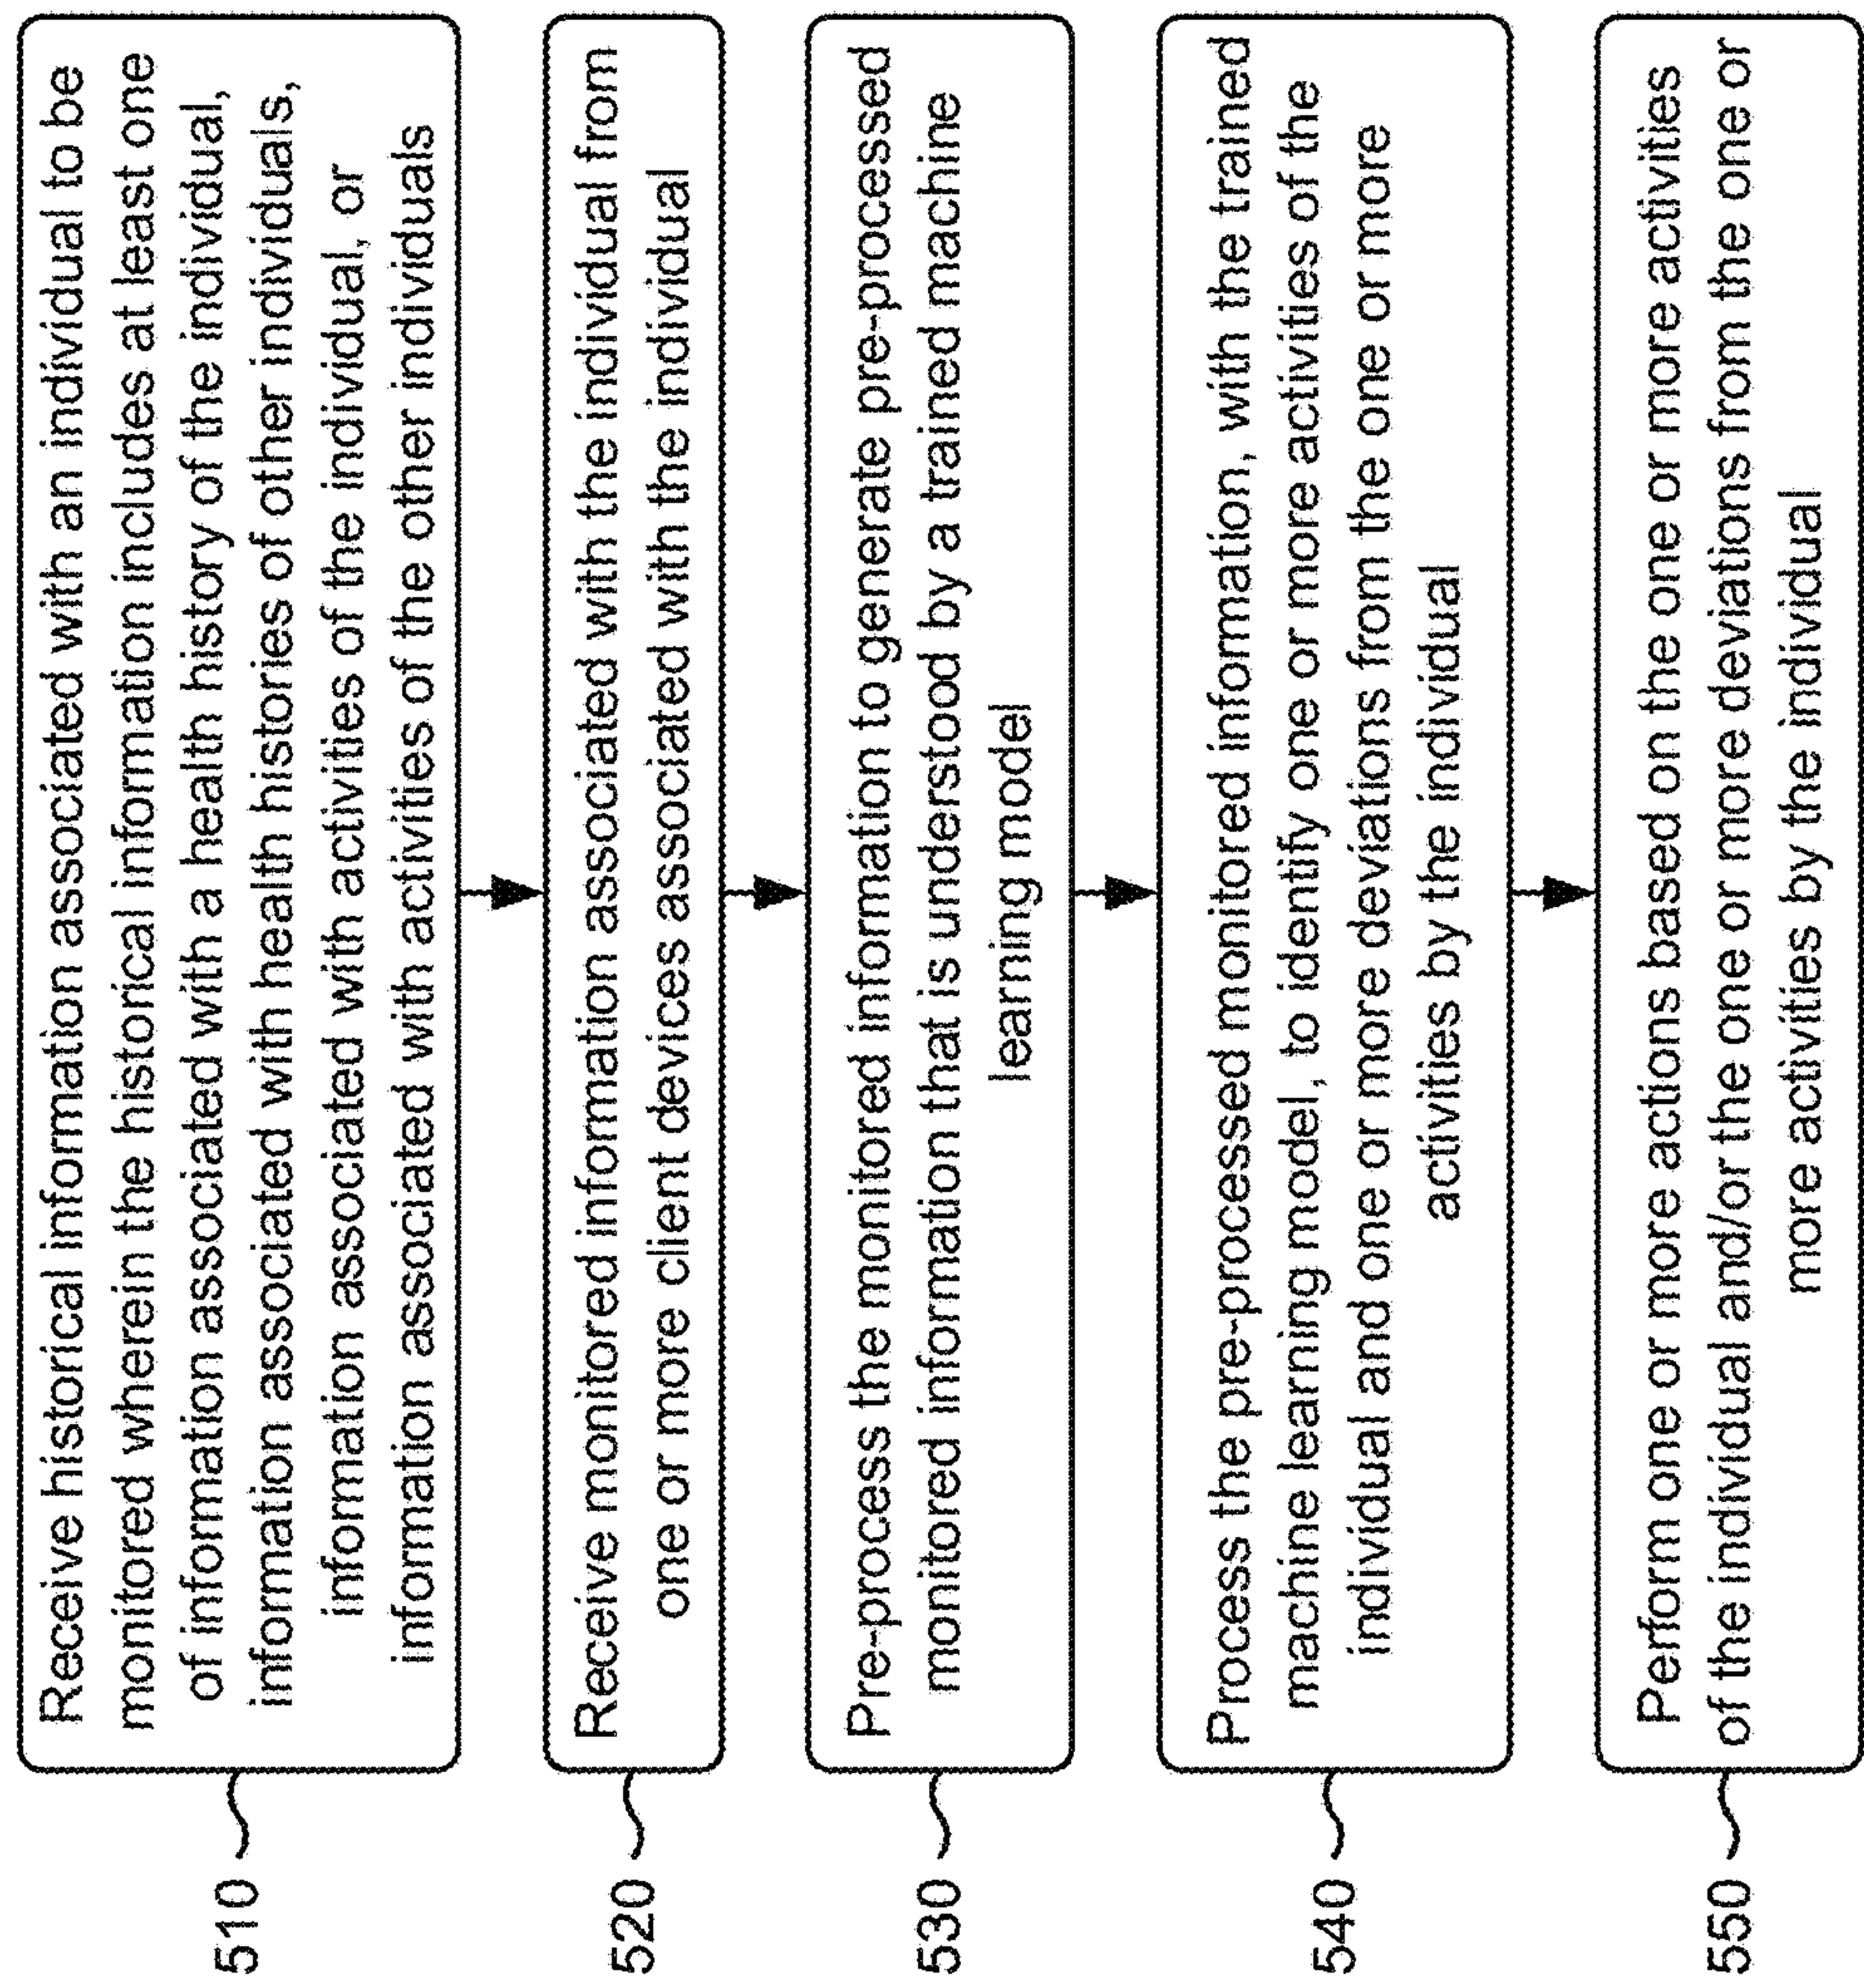 Receive historical information associated with an individual to be
monitored wherein the historical information includes at least one
of information associated with a health history of the individual,
information associated with health histories of other individuals,
information associated with activities of the individual, or
information associated with activities of the other individuals
510
Receive monitored information associated with the individual from
one or more client devices associated with the individual
520
Pre-process the monitored information to generate pre-processed
monitored information that is understood by a trained machine
learning model
530
Process the pre-processed monitored information, with the trained
machine learning model, to identify one or more activities of the
individual and one or more deviations from the one or more
activities by the individual
540
Perform one or more actions based on the one or more activities
of the individual and/or the one or more deviations from the one or
more activities by the individual
550